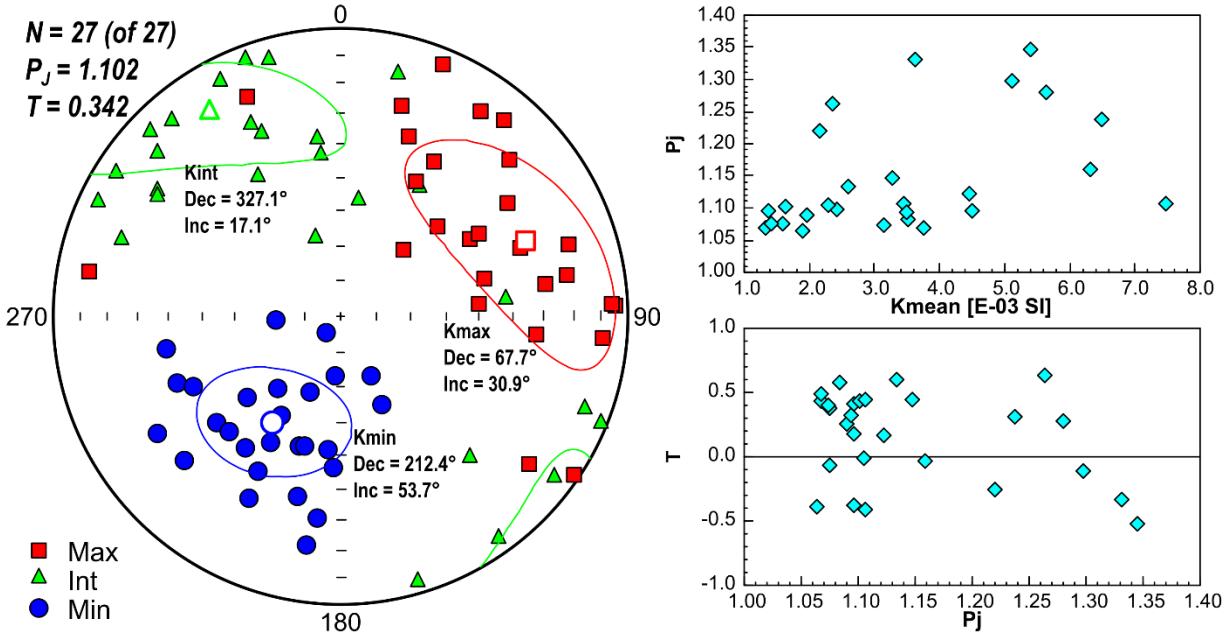 N = 27 (of 27)
PJ = 1.102
T = 0.342
0
90
180
270
Kint
Dec = 327.1°
Inc = 17.1°
Kmax
Dec = 67.7°
Inc = 30.9°
Kmin
Dec = 212.4°
Inc = 53.7°
Max
Int
Min
1.40
1.35
1.30
1.25
1.20
1.15
1.10
1.05
1.00
Pj
1.0 2.0 3.0 4.0 5.0 6.0 7.0 8.0
Kmean [E-03 SI]
1.0
0.5
0.0
-0.5
-1.0
T
1.00 1.05 1.10 1.15 1.20 1.25 1.30 1.35 1.40
Pj